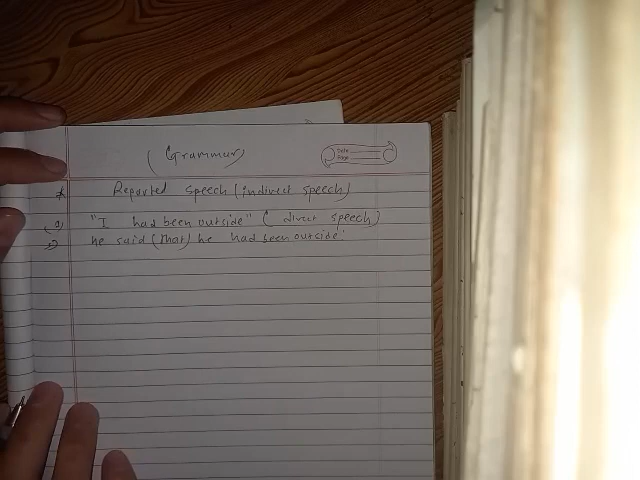 (Grammar)
Date
Page
* Reported speech (indirect speech)
"I had been outside" (direct speech)
he said (that) he had been outside'